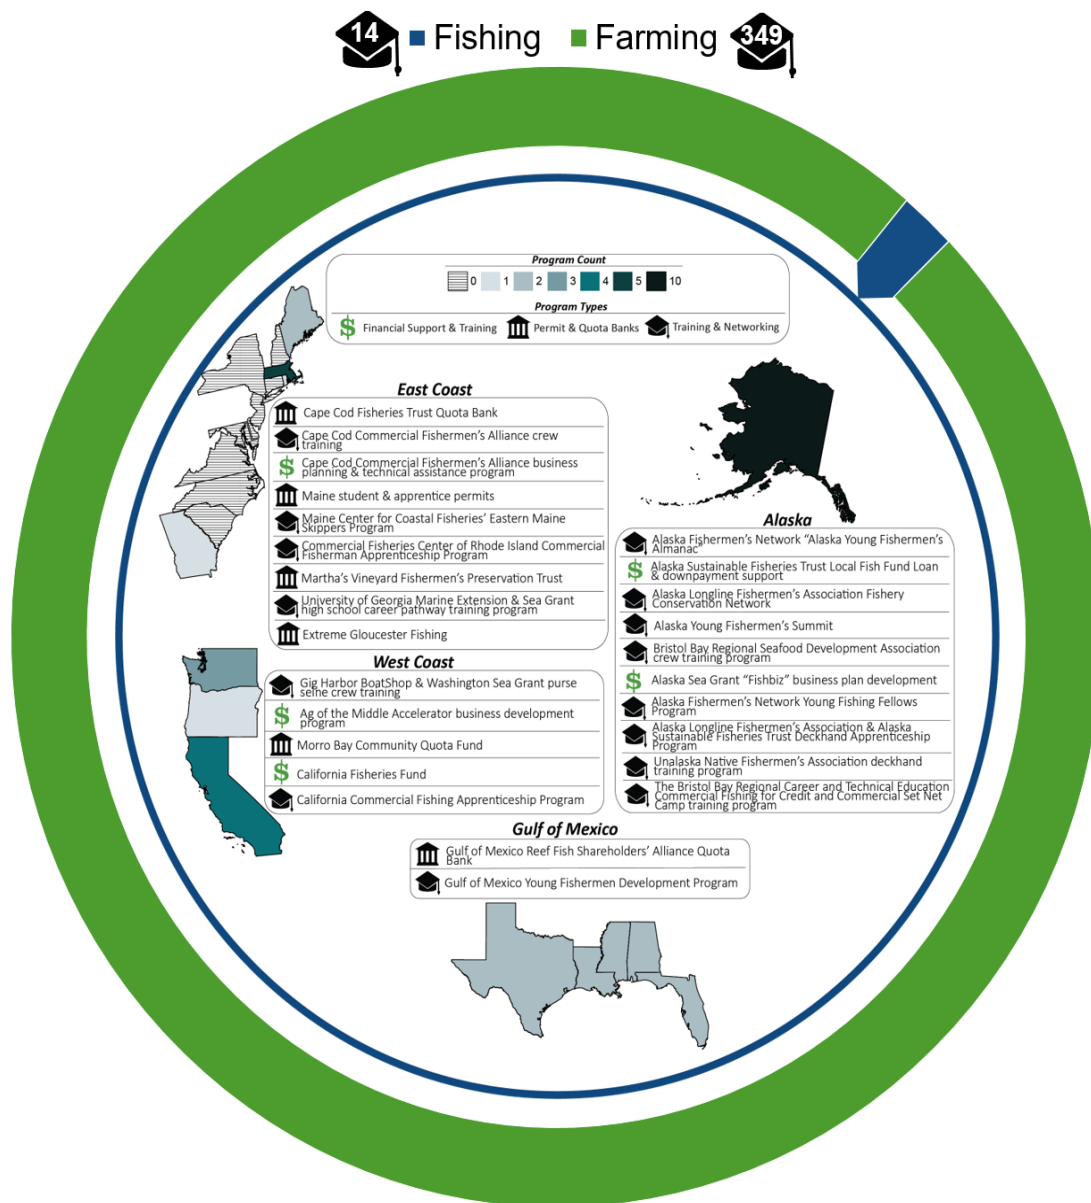 14 Fishing Farming 349
Program Count
0 1 2 3 4 5 10
Program Types
$ Financial Support & Training Permit & Quota Banks Training & Networking
East Coast
Cape Cod Fisheries Trust Quota Bank
Cape Cod Commercial Fishermen's Alliance crew
training
$ Cape Cod Commercial Fishermen's Alliance business
planning & technical assistance program
Maine student & apprentice permits
Maine Center for Coastal Fisheries' Eastern Maine
Skippers Program
Commercial Fisheries Center of Rhode Island Commercial
Fisherman Apprenticeship Program
Martha's Vineyard Fishermen's Preservation Trust
University of Georgia Marine Extension & Sea Grant
high school career pathway training program
Extreme Gloucester Fishing
West Coast
Gig Harbor BoatShop & Washington Sea Grant purse
seine crew training
$ Ag of the Middle Accelerator business development
program
Morro Bay Community Quota Fund
$ California Fisheries Fund
California Commercial Fishing Apprenticeship Program
Alaska
Alaska Fishermen's Network "Alaska Young Fishermen's
Almanac"
$ Alaska Sustainable Fisheries Trust Local Fish Fund Loan
& downpayment support
Alaska Longline Fishermen's Association Fishery
Conservation Network
Alaska Young Fishermen's Summit
Bristol Bay Regional Seafood Development Association
crew training program
$ Alaska Sea Grant "Fishbiz" business plan development
Alaska Fishermen's Network Young Fishing Fellows
Program
Alaska Longline Fishermen's Association & Alaska
Sustainable Fisheries Trust Deckhand Apprenticeship
Program
Unalaska Native Fishermen's Association deckhand
training program
The Bristol Bay Regional Career and Technical Education
Commercial Fishing for Credit and Commercial Set Net
Camp training program
Gulf of Mexico
Gulf of Mexico Reef Fish Shareholders' Alliance Quota
Bank
Gulf of Mexico Young Fishermen Development Program